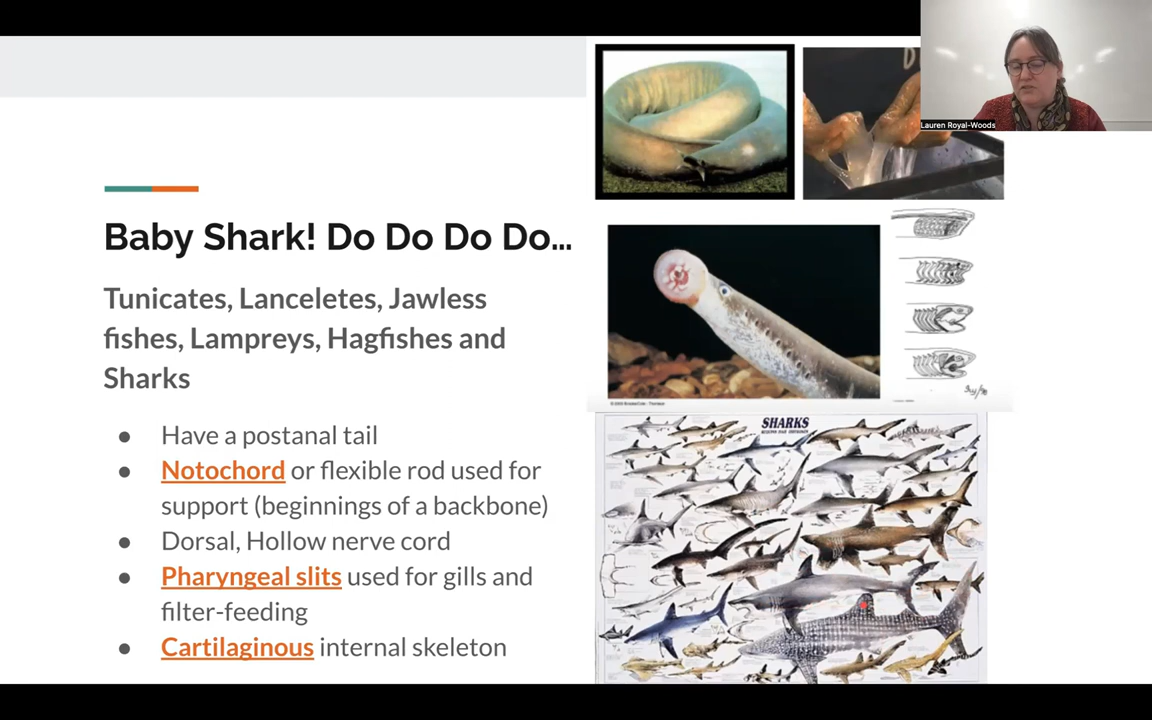 Lauren Royal-Woods
Baby Shark! Do Do Do Do...
Tunicates, Lanceletes, Jawless
fishes, Lampreys, Hagfishes and
Sharks
● Have a postanal tail
● Notochord or flexible rod used for
support (beginnings of a backbone)
● Dorsal, Hollow nerve cord
● Pharyngeal slits used for gills and
filter-feeding
● Cartilaginous internal skeleton
D
SHARKS